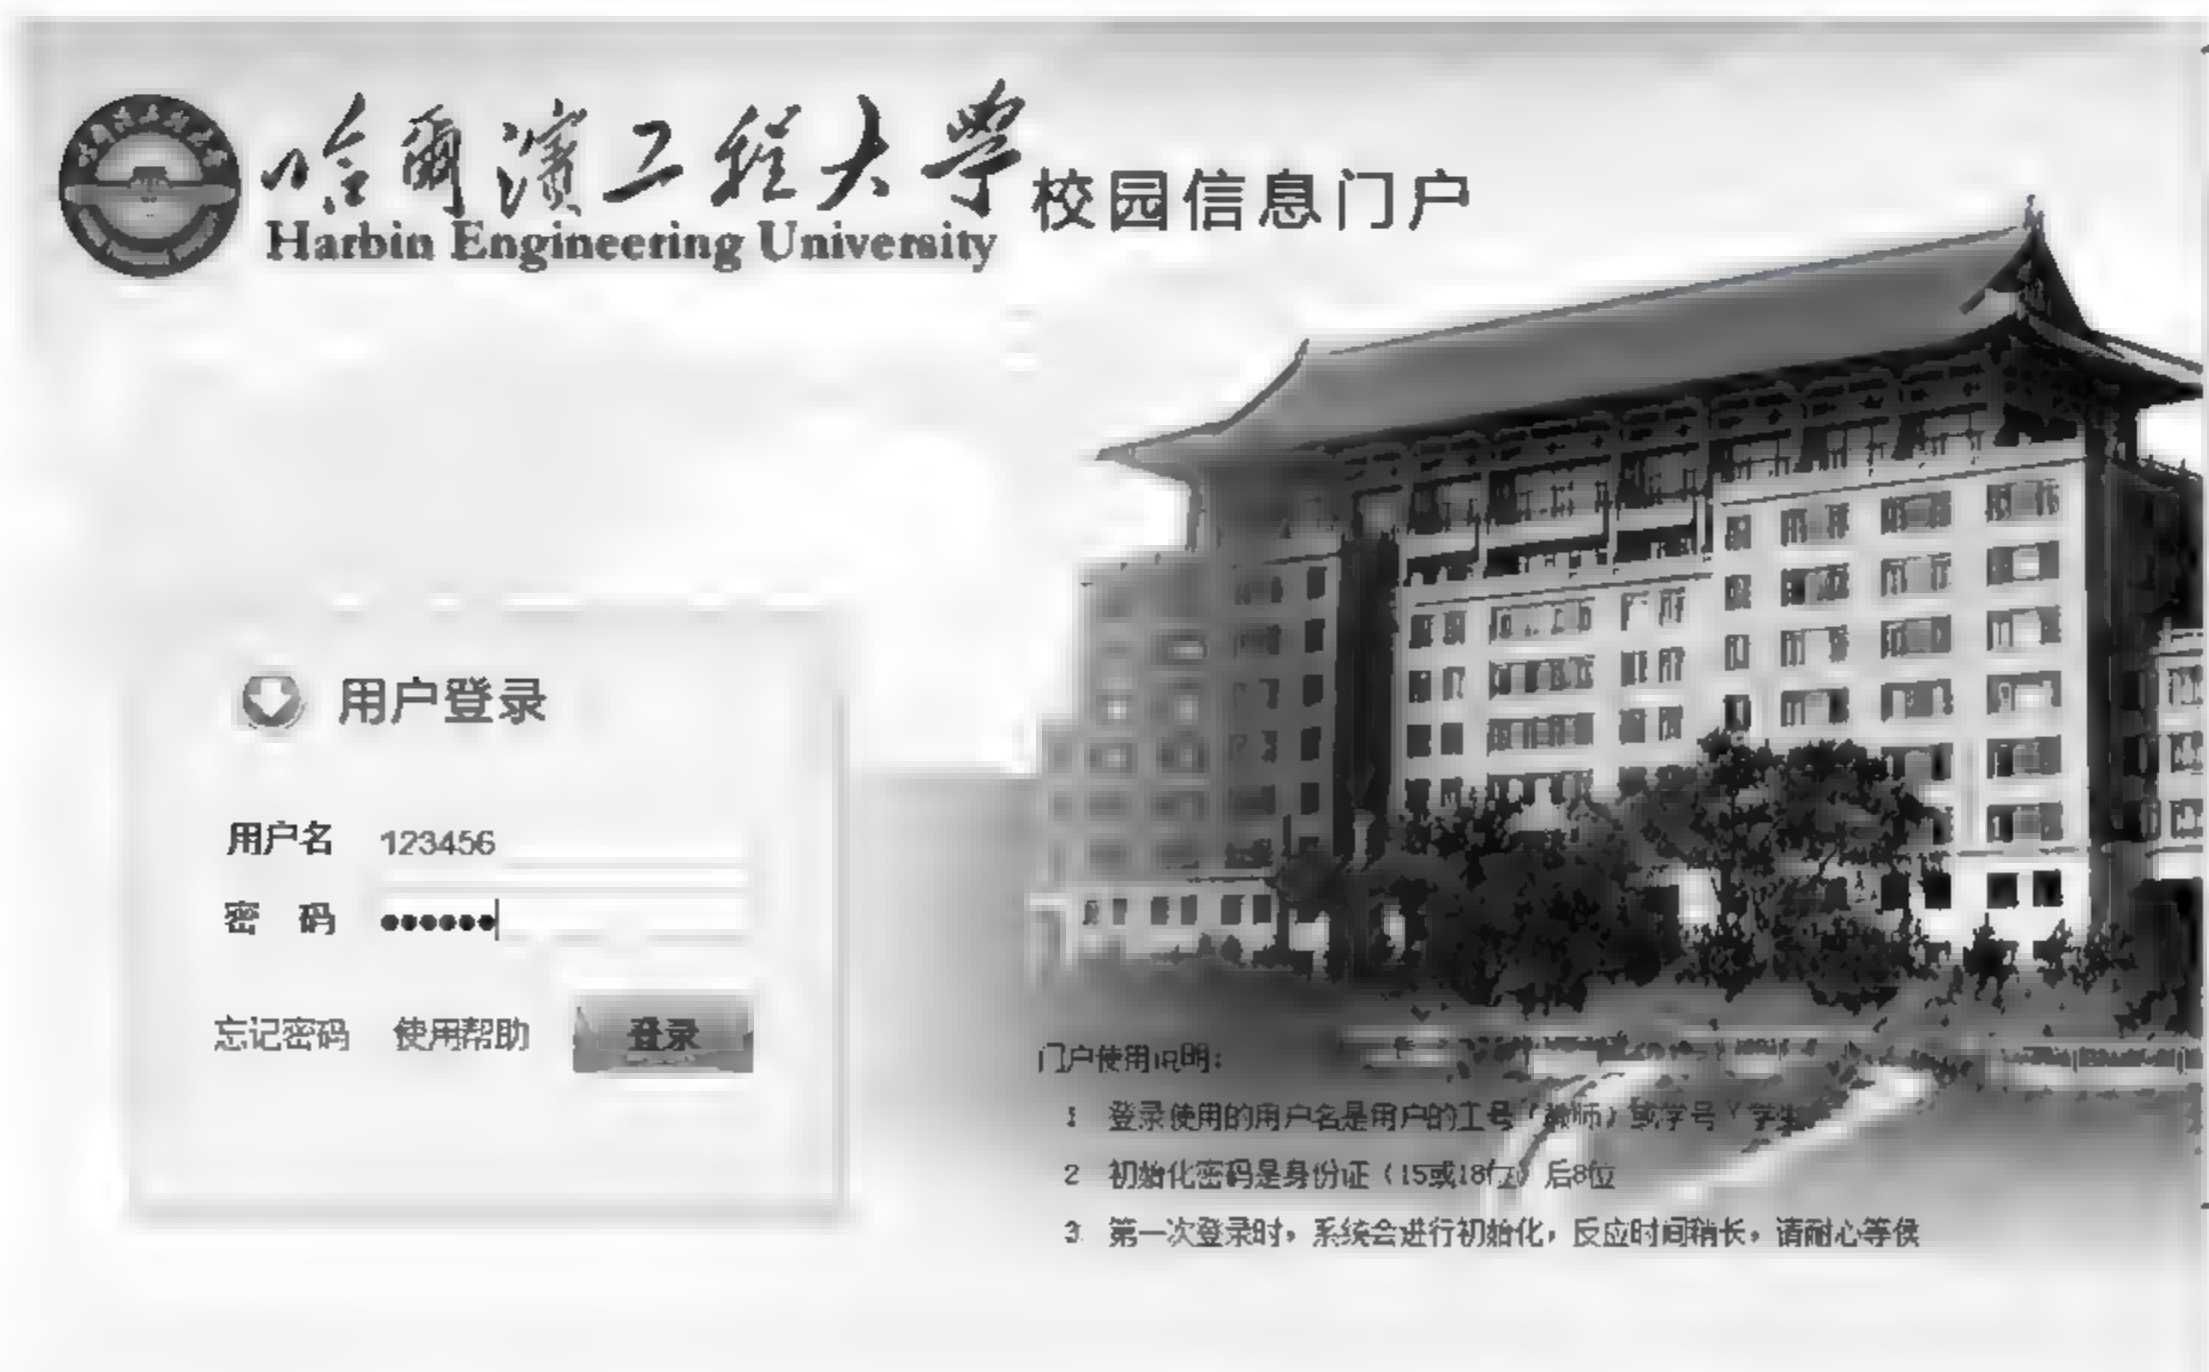 哈爾濱工程大學
Harbin Engineering University
校园信息门户
用户登录
用户名 123456
密 码 ••••••
忘记密码 使用帮助 登录
门户使用说明：
1 登录使用的用户名是用户的工号（教师）或学号（学生
2 初始化密码是身份证（15或18位）后8位
3 第一次登录时，系统会进行初始化，反应时间稍长，请耐心等侯